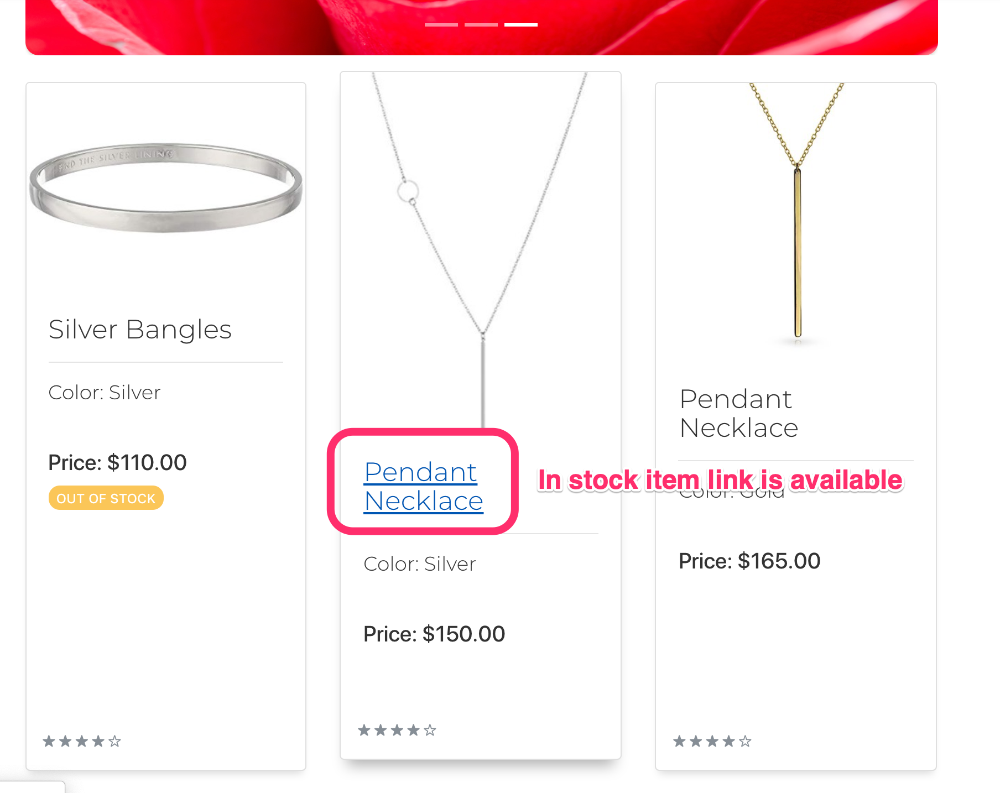 FIND THE SILVER LINING
Silver Bangles
Color: Silver
Price: $110.00
OUT OF STOCK
Pendant
Necklace
Color: Silver
Price: $150.00
In stock item link is available
Pendant
Necklace
Color: Gold
Price: $165.00